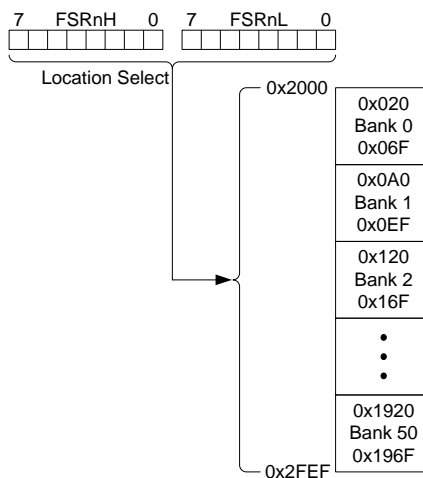 7 FSRnH 0 7 FSRnL 0
Location Select
0x2000
0x020
Bank 0
0x06F
0x0A0
Bank 1
0x0EF
0x120
Bank 2
0x16F
0x1920
Bank 50
0x196F
0x2FEF